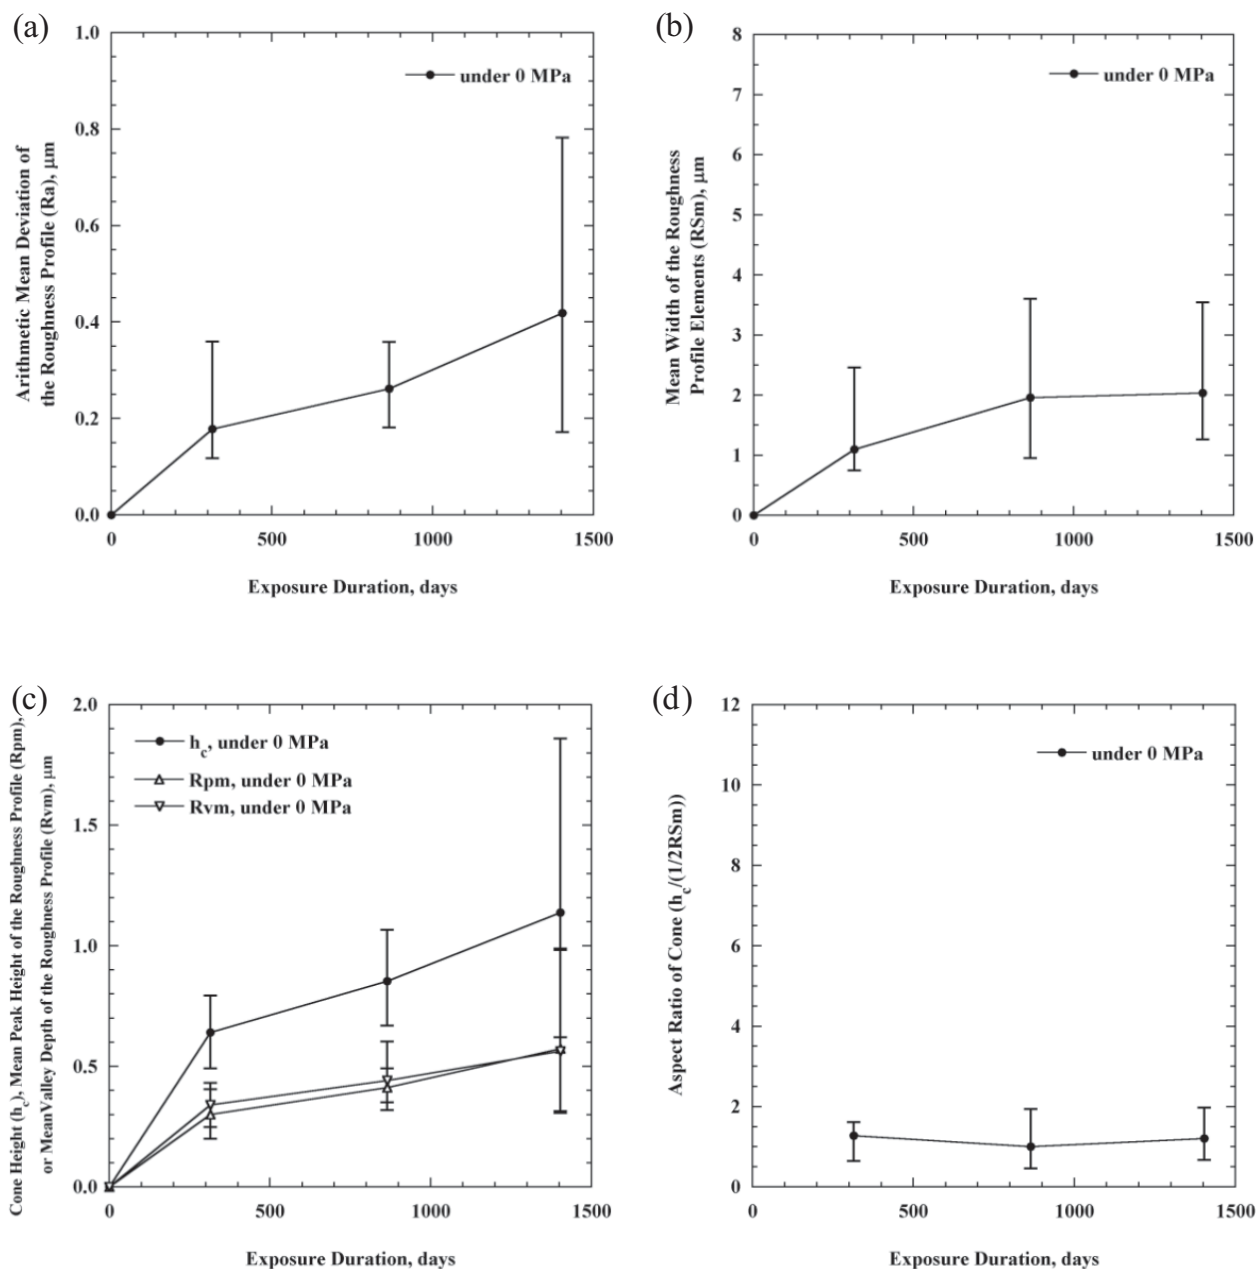 (a)
1.0
0.8
0.6
0.4
0.2
0.0
Arithmetic Mean Deviation of
the Roughness Profile (Ra), μm
under 0 MPa
0 500 1000 1500
Exposure Duration, days
(b)
8
7
6
5
4
3
2
1
0
Mean Width of the Roughness
Profile Elements (RSm), μm
under 0 MPa
0 500 1000 1500
Exposure Duration, days
(c)
2.0
1.5
1.0
0.5
0.0
Cone Height (h_c), Mean Peak Height of the Roughness Profile (Rpm),
or MeanValley Depth of the Roughness Profile (Rvm), μm
h_c, under 0 MPa
Rpm, under 0 MPa
Rvm, under 0 MPa
0 500 1000 1500
Exposure Duration, days
(d)
12
10
8
6
4
2
0
Aspect Ratio of Cone (h_c/(1/2RSm))
under 0 MPa
0 500 1000 1500
Exposure Duration, days